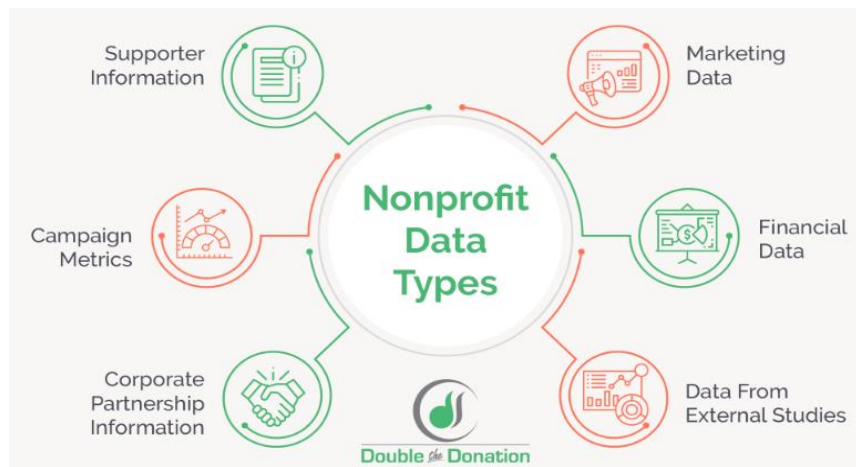 Nonprofit
Data
Types
Supporter
Information
Campaign
Metrics
Corporate
Partnership
Information
Marketing
Data
Financial
Data
Data From
External Studies
Double the Donation